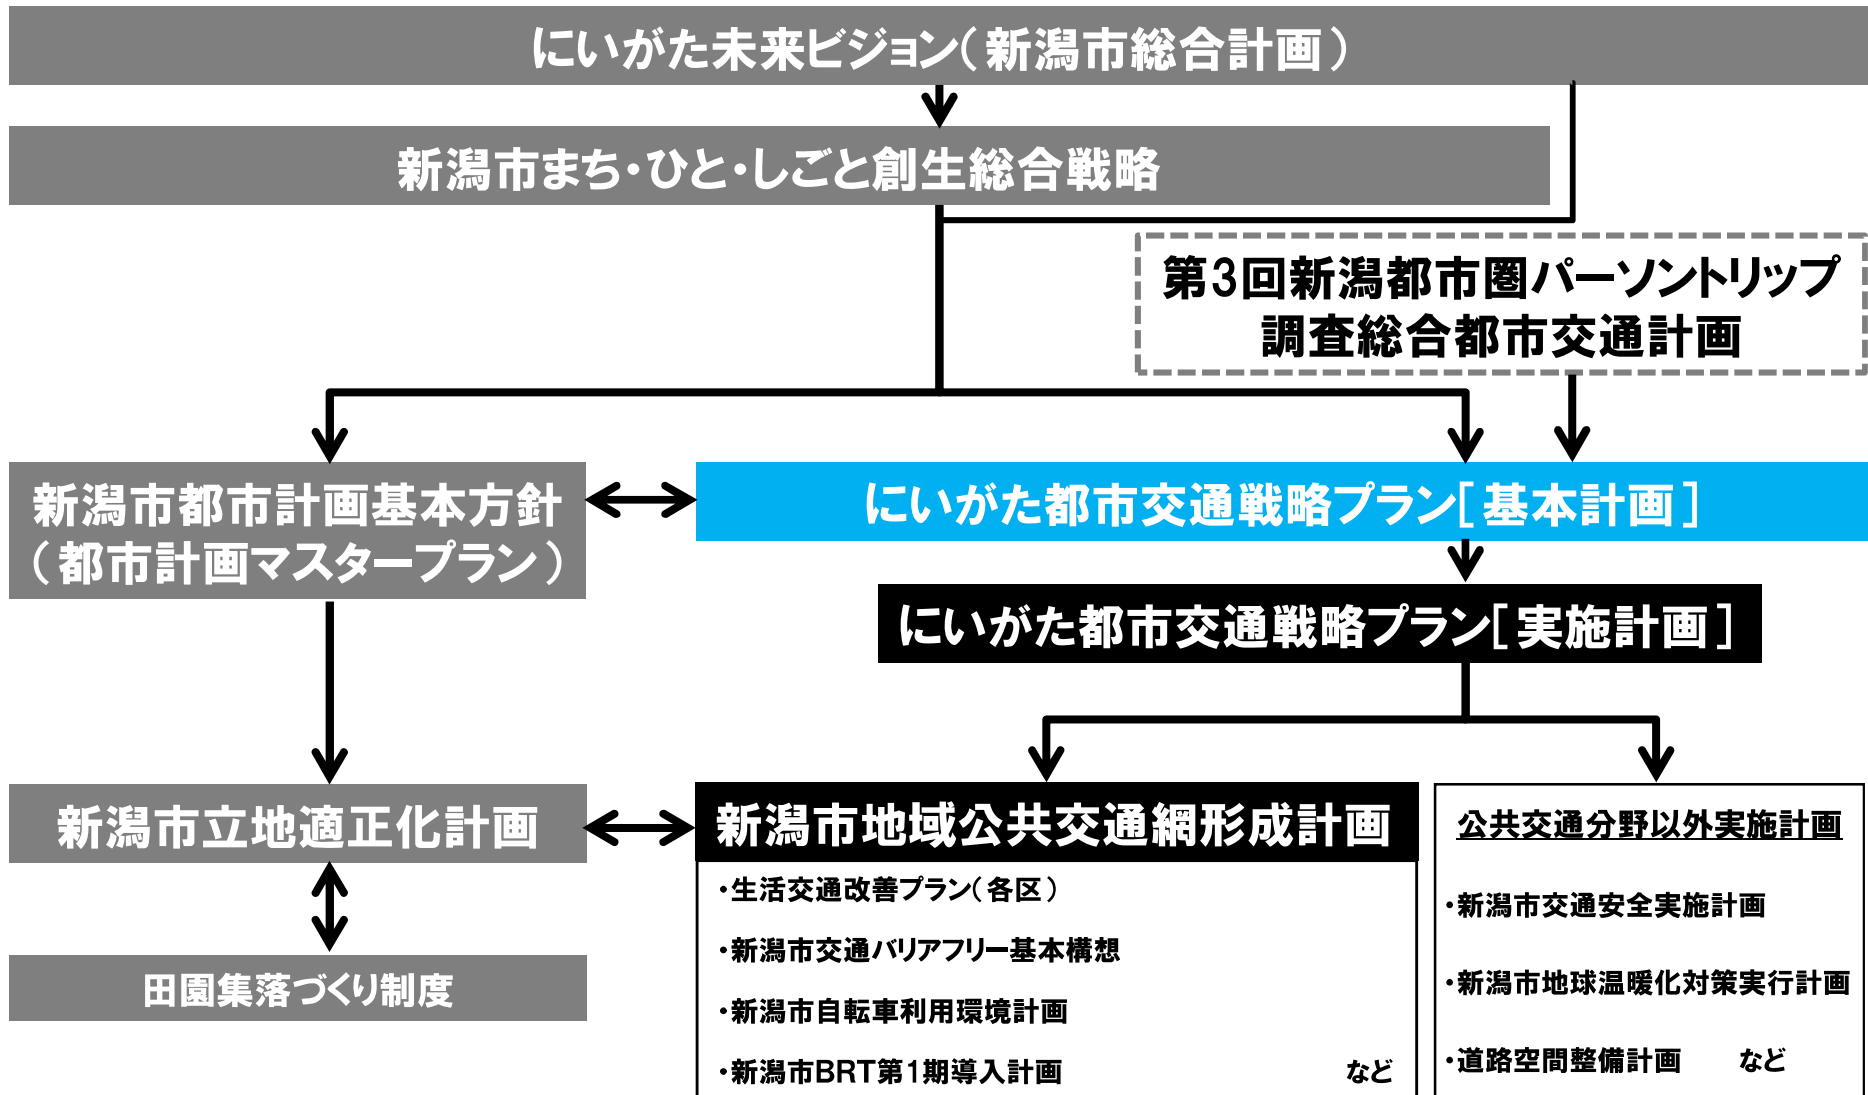 にいがた未来ビジョン(新潟市総合計画)
新潟市まち・ひと・しごと創生総合戦略
第3回新潟都市圏パーソントリップ
調査総合都市交通計画
新潟市都市計画基本方針
(都市計画マスタープラン)
にいがた都市交通戦略プラン[基本計画]
にいがた都市交通戦略プラン[実施計画]
新潟市立地適正化計画
田園集落づくり制度
新潟市地域公共交通網形成計画
・生活交通改善プラン(各区)
・新潟市交通バリアフリー基本構想
・新潟市自転車利用環境計画
・新潟市BRT第1期導入計画 など
公共交通分野以外実施計画
・新潟市交通安全実施計画
・新潟市地球温暖化対策実行計画
・道路空間整備計画 など